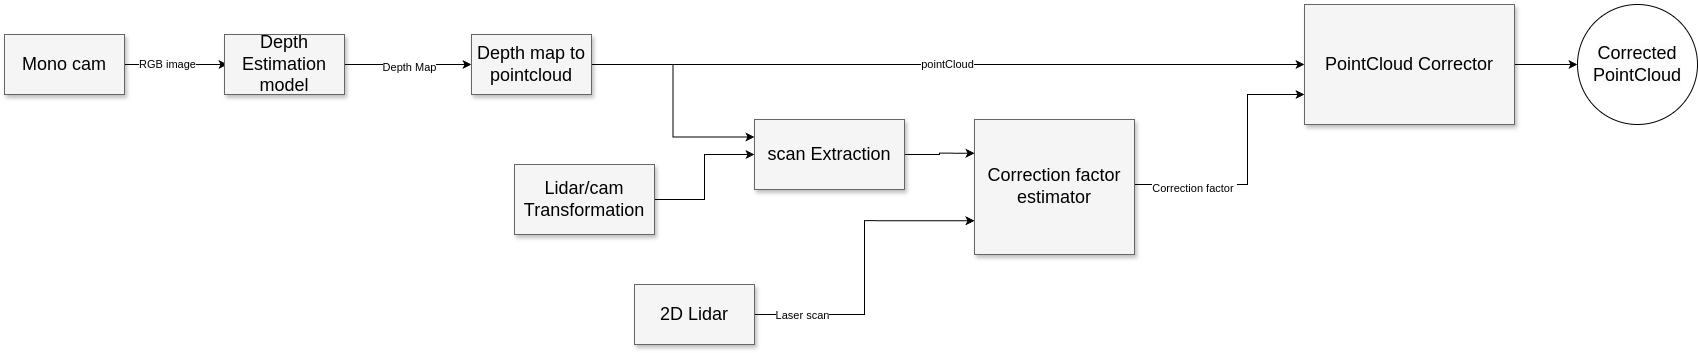 Mono cam
RGB image
Depth
Estimation
model
Depth Map
Depth map to
pointcloud
pointCloud
PointCloud Corrector
Corrected
PointCloud
scan Extraction
Lidar/cam
Transformation
Correction factor
estimator
Correction factor
2D Lidar
Laser scan